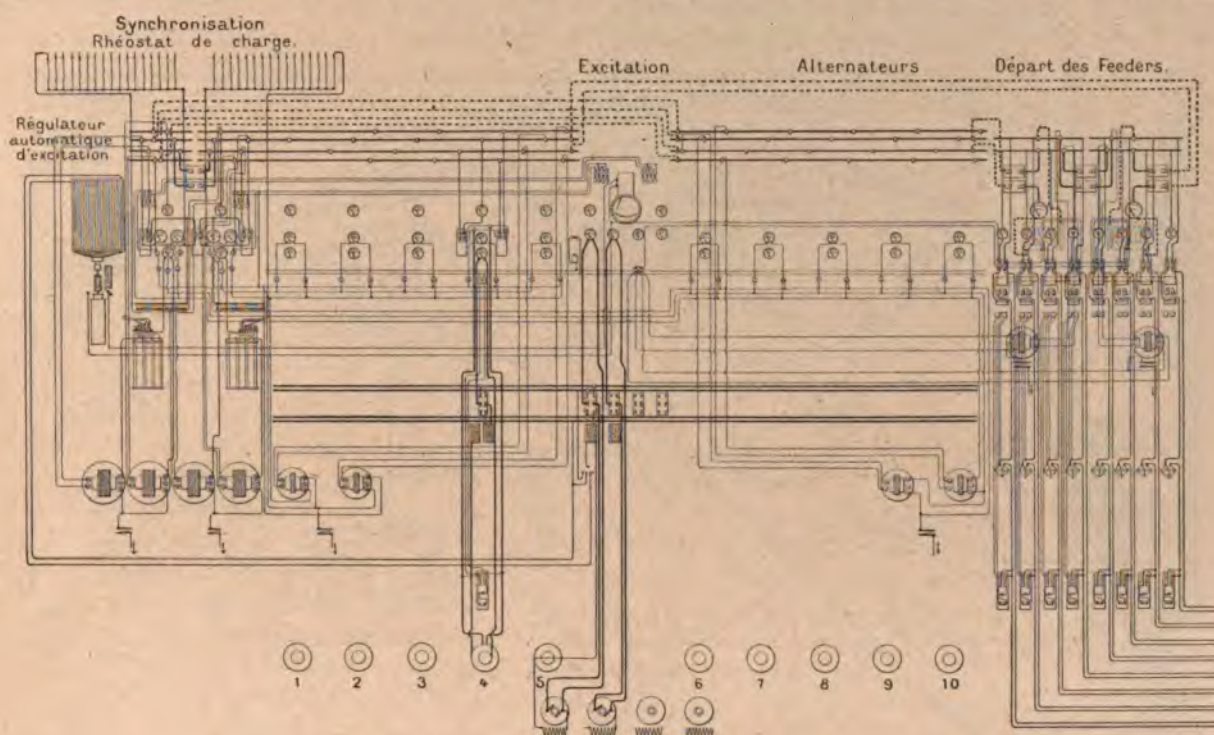 Synchronisation
Rhéostat de charge.
Excitation
Alternateurs
Départ des Feeders.
Régulateur
automatique
d'excitation
1 2 3 4 5 6 7 8 9 10